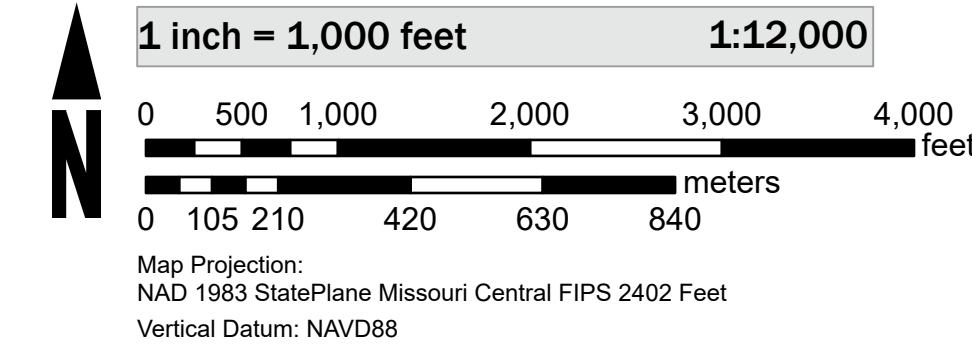 1 inch = 1,000 feet 1:12,000
0 500 1,000 2,000 3,000 4,000
feet
meters
0 105 210 420 630 840
N
Map Projection:
NAD 1983 StatePlane Missouri Central FIPS 2402 Feet
Vertical Datum: NAVD88